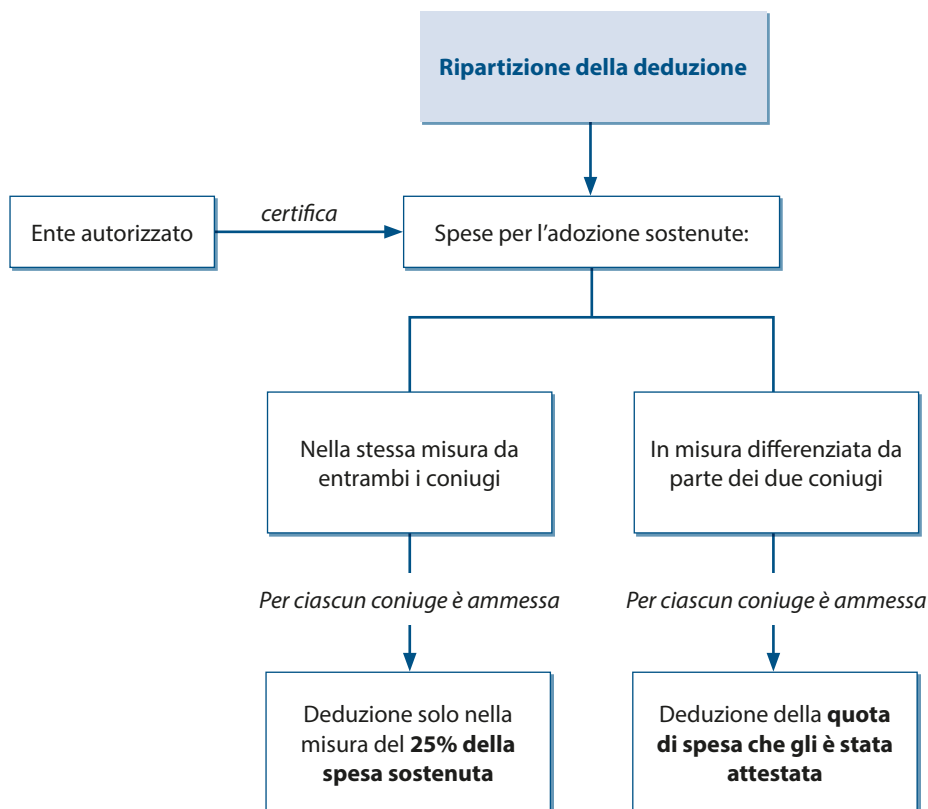 Ripartizione della deduzione
certifica
Ente autorizzato
Spese per l'adozione sostenute:
Nella stessa misura da
entrambi i coniugi
In misura differenziata da
parte dei due coniugi
Per ciascun coniuge è ammessa
Per ciascun coniuge è ammessa
Deduzione solo nella
misura del 25% della
spesa sostenuta
Deduzione della quota
di spesa che gli è stata
attestata